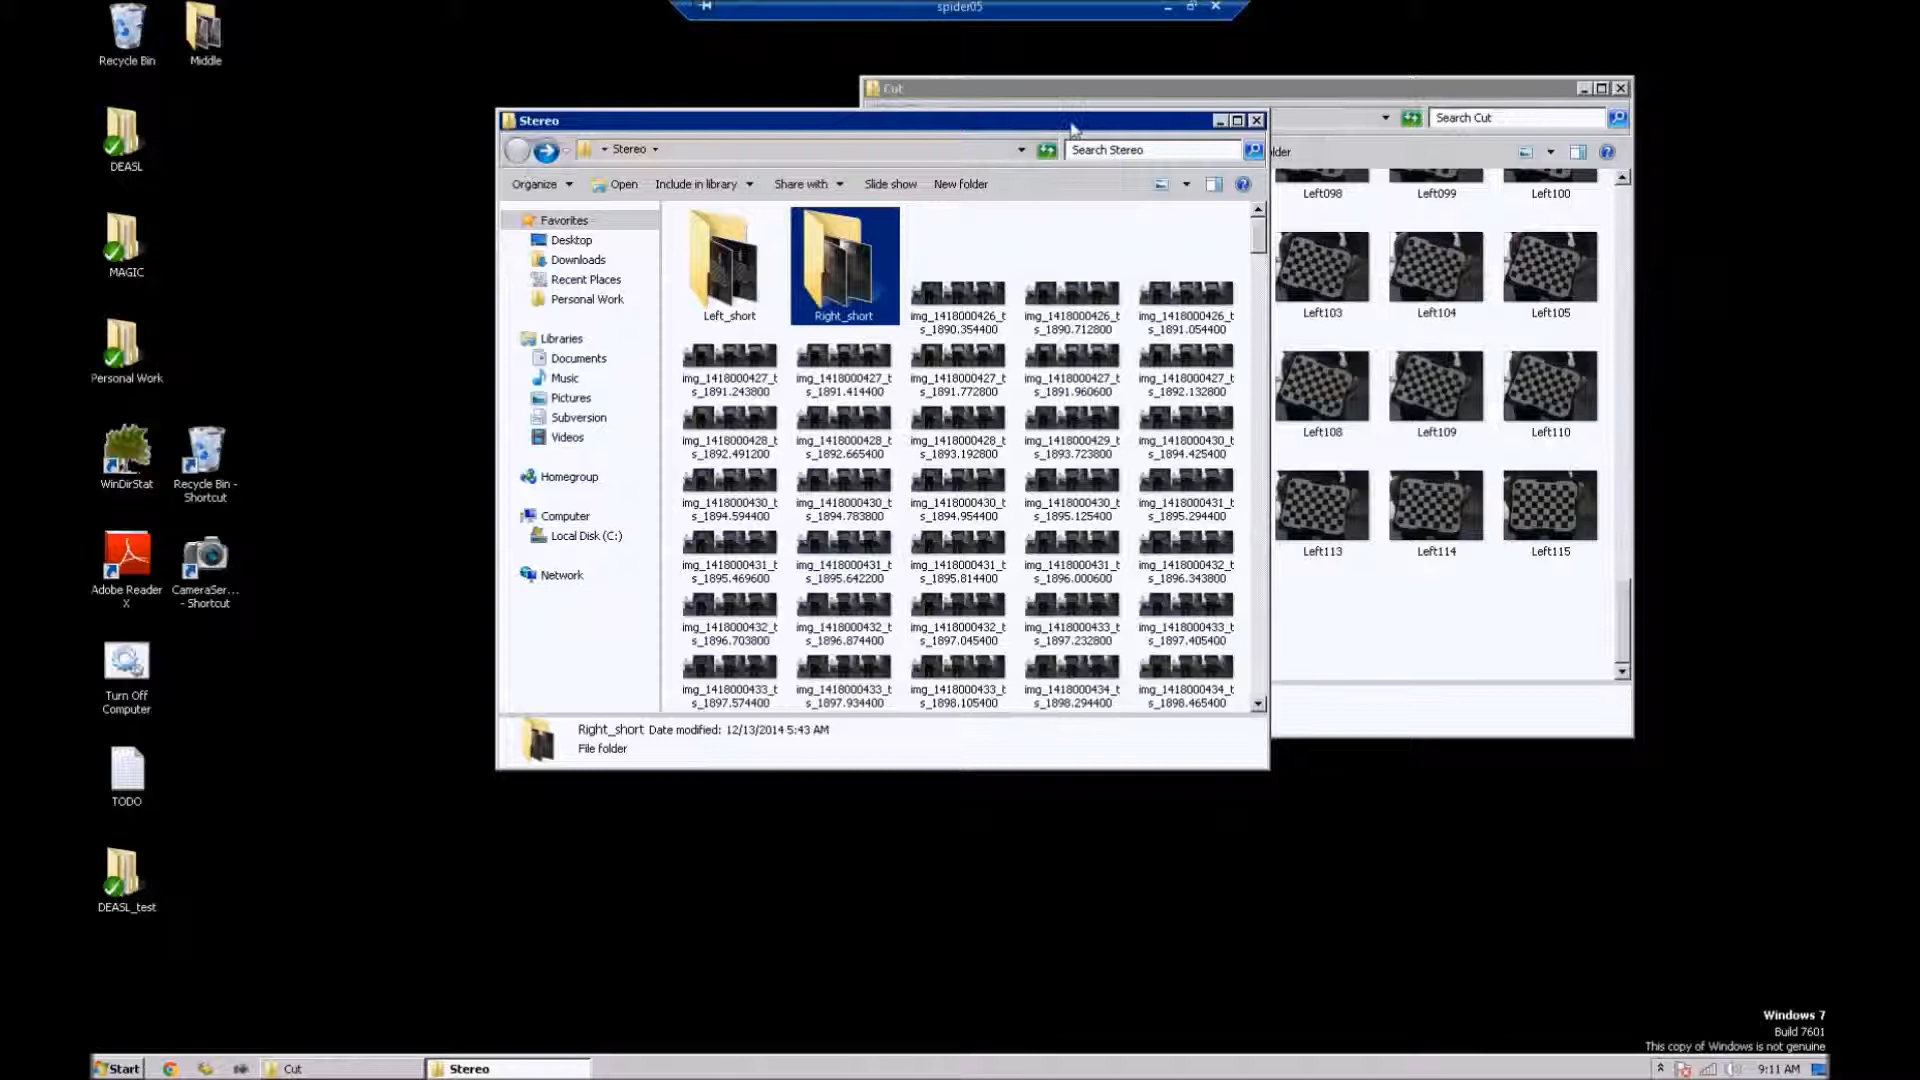 spider05
Recycle Bin
Middle
DEASL
MAGIC
Personal Work
WinDirStat
Recycle Bin -
Shortcut
Adobe Reader
X
CameraSer...
- Shortcut
Turn Off
Computer
TODO
DEASL_test
Cut
Search Cut
Stereo
Stereo
Search Stereo
Organize
Open
Include in library
Share with
Slide show
New folder
Favorites
Desktop
Downloads
Recent Places
Personal Work
Libraries
Documents
Music
Pictures
Subversion
Videos
Homegroup
Computer
Local Disk (C:)
Network
Left_short
Right_short
img_1418000426_t
s_1890.354400
img_1418000426_t
s_1890.712800
img_1418000426_t
s_1891.054400
img_1418000427_t
s_1891.243800
img_1418000427_t
s_1891.414400
img_1418000427_t
s_1891.772800
img_1418000427_t
s_1891.960600
img_1418000427_t
s_1892.132800
img_1418000428_t
s_1892.491200
img_1418000428_t
s_1892.665400
img_1418000428_t
s_1893.192800
img_1418000429_t
s_1893.723800
img_1418000430_t
s_1894.425400
img_1418000430_t
s_1894.594400
img_1418000430_t
s_1894.783800
img_1418000430_t
s_1894.954400
img_1418000430_t
s_1895.125400
img_1418000431_t
s_1895.294400
img_1418000431_t
s_1895.469600
img_1418000431_t
s_1895.642200
img_1418000431_t
s_1895.814400
img_1418000431_t
s_1896.000600
img_1418000432_t
s_1896.343800
img_1418000432_t
s_1896.703800
img_1418000432_t
s_1896.874400
img_1418000432_t
s_1897.045400
img_1418000433_t
s_1897.232800
img_1418000433_t
s_1897.405400
img_1418000433_t
s_1897.574400
img_1418000433_t
s_1897.934400
img_1418000433_t
s_1898.105400
img_1418000434_t
s_1898.294400
img_1418000434_t
s_1898.465400
Right_short Date modified: 12/13/2014 5:43 AM
File folder
lder
Left098
Left099
Left100
Left103
Left104
Left105
Left108
Left109
Left110
Left113
Left114
Left115
Windows 7
Build 7601
This copy of Windows is not genuine
Start
Cut
Stereo
9:11 AM